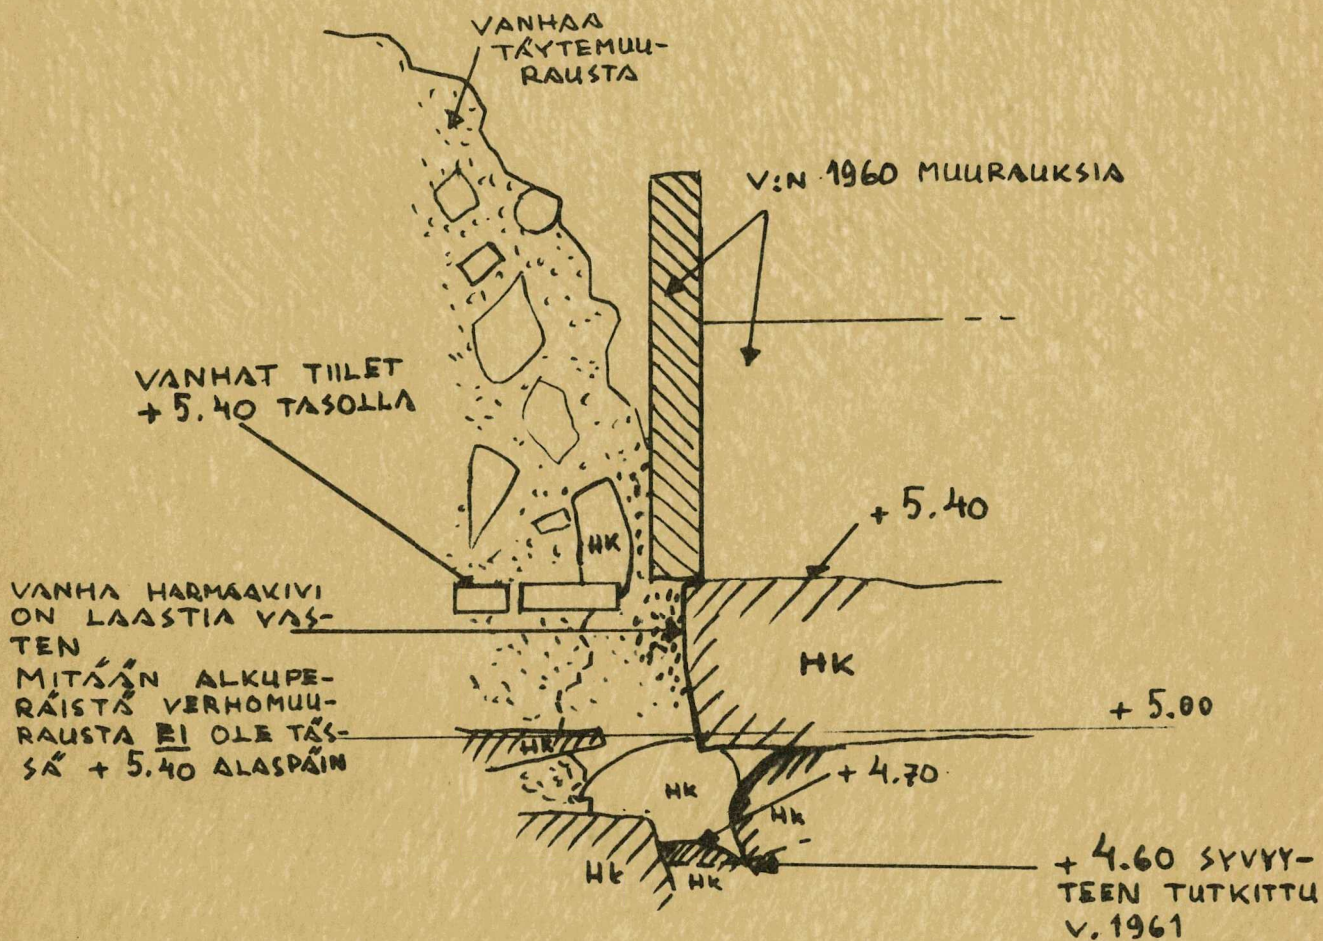 VANHAA
TÄYTEMUU-
RAUSTA
V:N 1960 MUURAUKSIA
VANHAT TIILET
+ 5.40 TASOLLA
+ 5.40
HK
VANHA HARMAAKIVI
ON LAASTIA VAS-
TEN
MITÄÄN ALKUPE-
RÄISTÄ VERHOMUU-
RAUSTA EI OLE TÄS-
SÄ + 5.40 ALASPÄIN
HK
+ 5.00
HK
HK
+ 4.70
HK
HK
HK
+ 4.60 SYVYY-
TEEN TUTKITTU
V. 1961